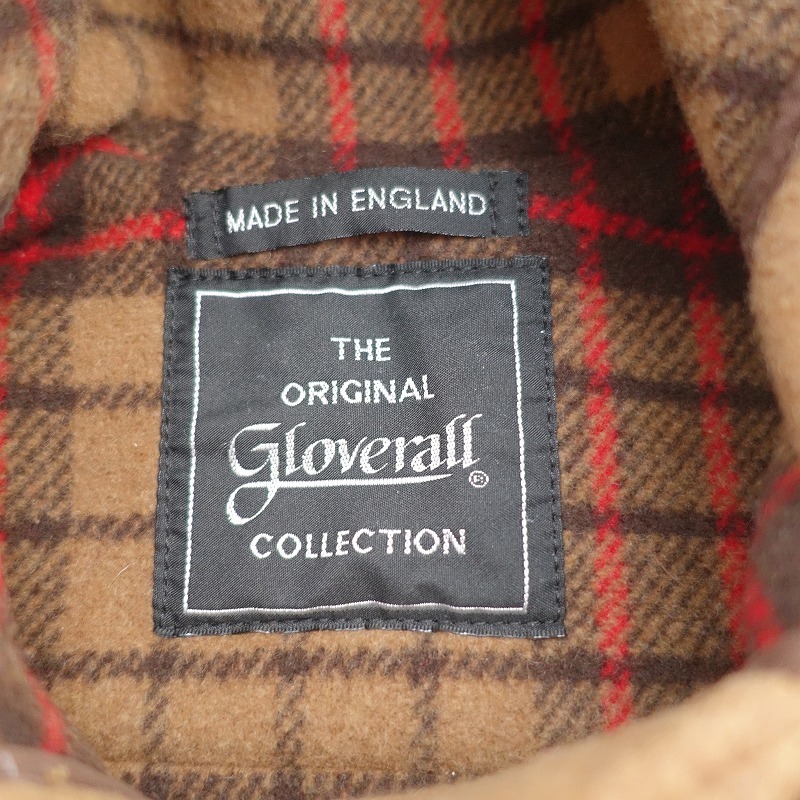 MADE IN ENGLAND
THE
ORIGINAL
Gloverall®
COLLECTION